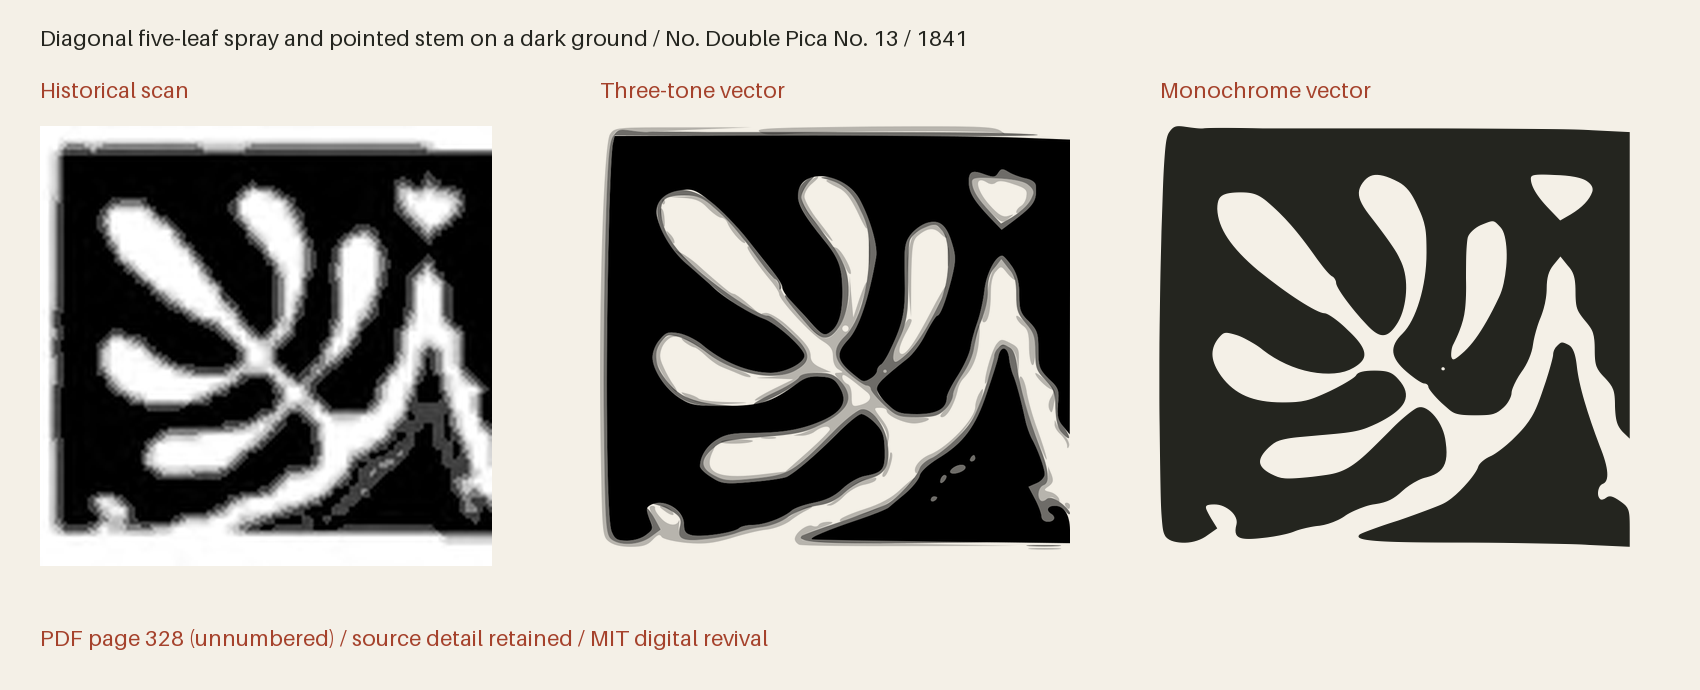 Diagonal five-leaf spray and pointed stem on a dark ground / No. Double Pica No. 13 / 1841
Historical scan
Three-tone vector
Monochrome vector
PDF page 328 (unnumbered) / source detail retained / MIT digital revival